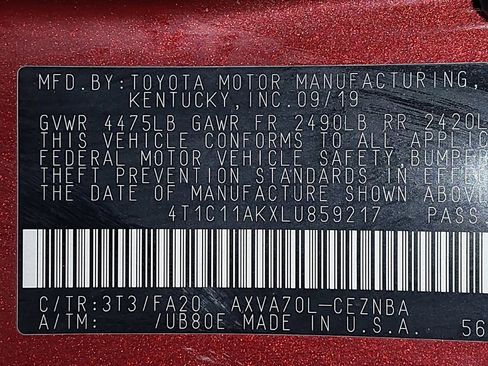 MFD.BY:TOYOTA MOTOR MANUFACTURING,
KENTUCKY,INC.09/19
GVWR 4475LB GAWR FR 2490LB RR 2420L
THIS VEHICLE CONFORMS TO ALL APPLIC
FEDERAL MOTOR VEHICLE SAFETY,BUMPER
THEFT PREVENTION STANDARDS IN EFFE
THE DATE OF MANUFACTURE SHOWN ABOV
4T1C11AKXLU859217 PASS
C/TR:3T3/FA20 AXVA70L-CEZNBA
A/TM: /UB80E MADE IN U.S.A. 56